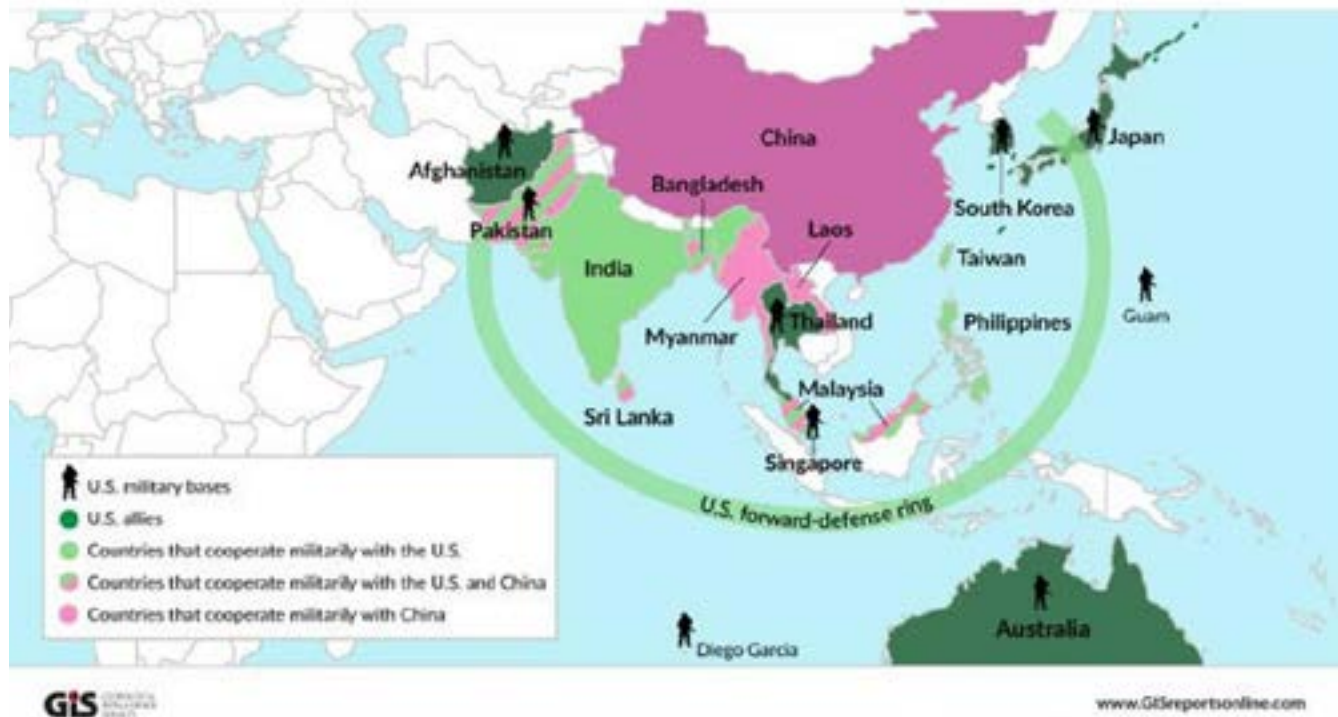 China
Japan
Afghanistan
Bangladesh
South Korea
Pakistan
Laos
Taiwan
India
Guam
Philippines
Thailand
Myanmar
Malaysia
Sri Lanka
Singapore
U.S. forward-defense ring
U.S. military bases
U.S. allies
Countries that cooperate militarily with the U.S.
Countries that cooperate militarily with the U.S. and China
Countries that cooperate militarily with China
Australia
Diego Garcia
GIS
www.GISreportsonline.com